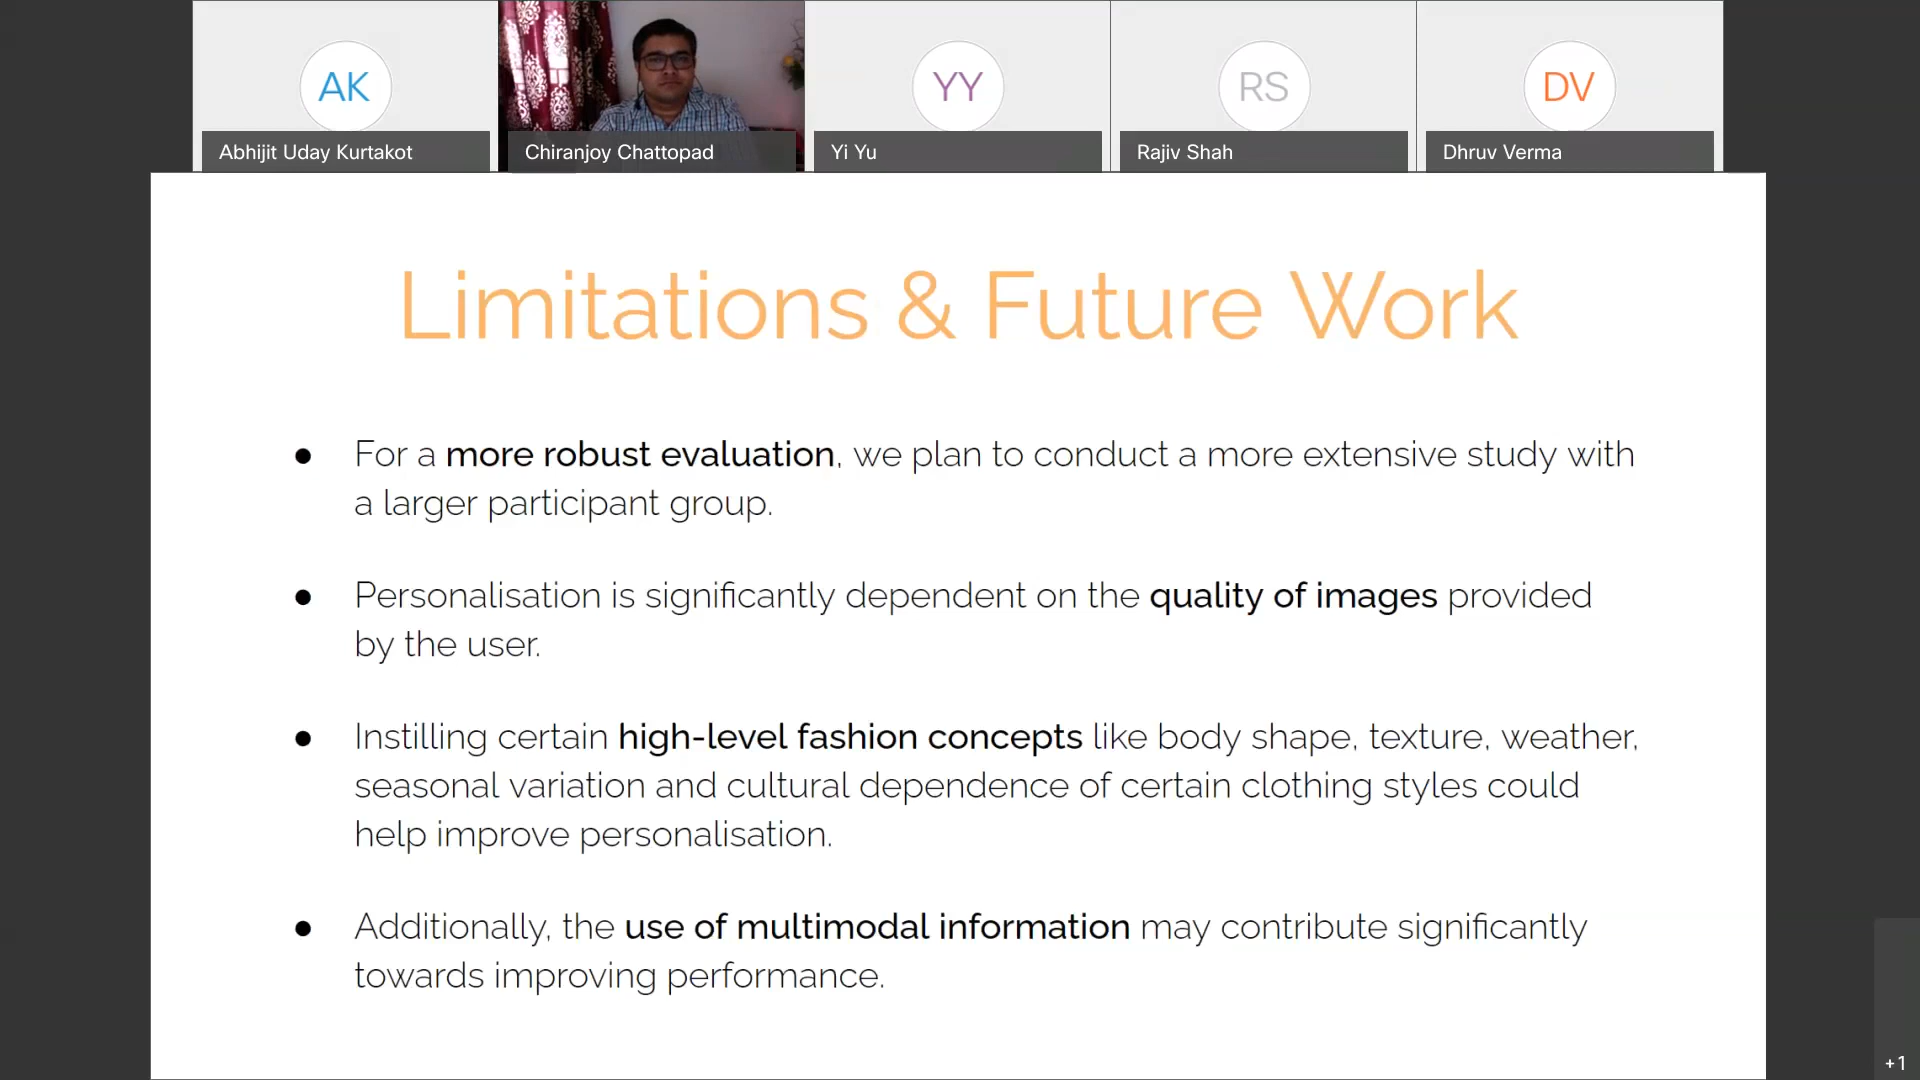 AK
YY
RS
DV
Abhijit Uday Kurtakot
Chiranjoy Chattopad
Yi Yu
Rajiv Shah
Dhruv Verma
Limitations & Future Work
● For a more robust evaluation, we plan to conduct a more extensive study with
a larger participant group.
● Personalisation is significantly dependent on the quality of images provided
by the user.
● Instilling certain high-level fashion concepts like body shape, texture, weather,
seasonal variation and cultural dependence of certain clothing styles could
help improve personalisation.
● Additionally, the use of multimodal information may contribute significantly
towards improving performance.
+1